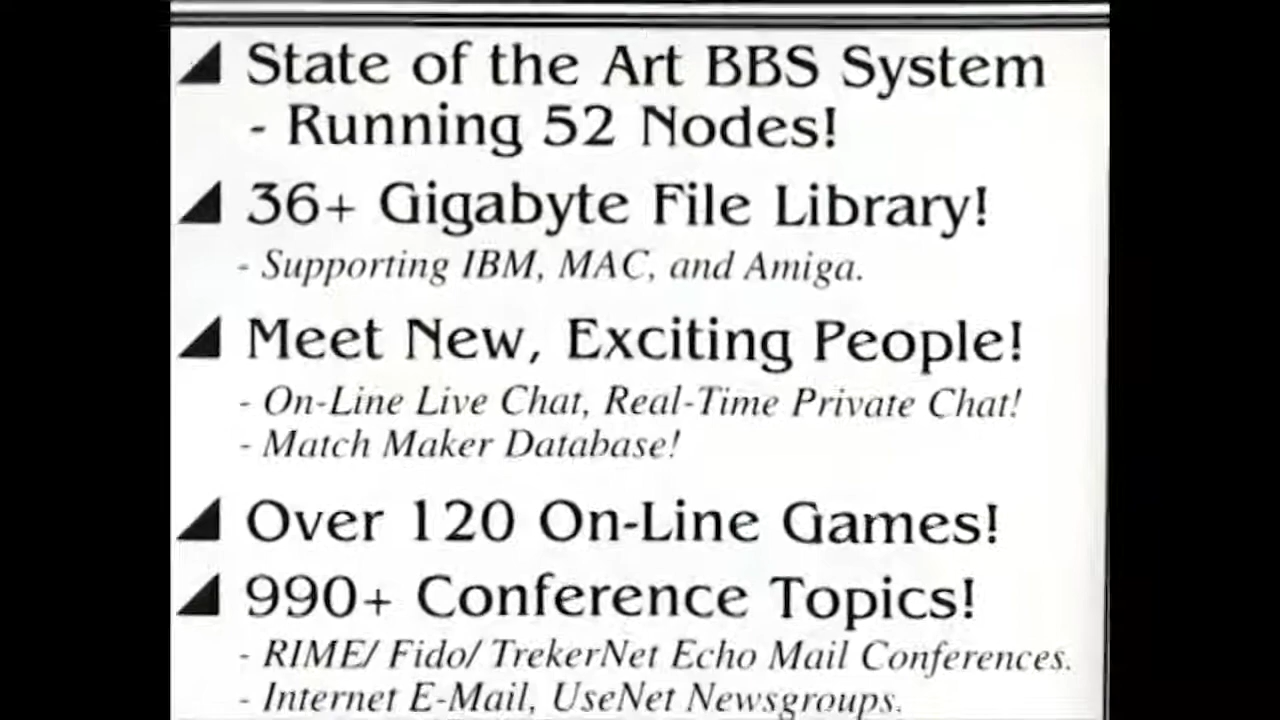 State of the Art BBS System
- Running 52 Nodes!
36+ Gigabyte File Library!
- Supporting IBM, MAC, and Amiga.
Meet New, Exciting People!
- On-Line Live Chat, Real-Time Private Chat!
- Match Maker Database!
Over 120 On-Line Games!
990+ Conference Topics!
- RIME/ Fido/ TrekerNet Echo Mail Conferences.
- Internet E-Mail, UseNet Newsgroups.